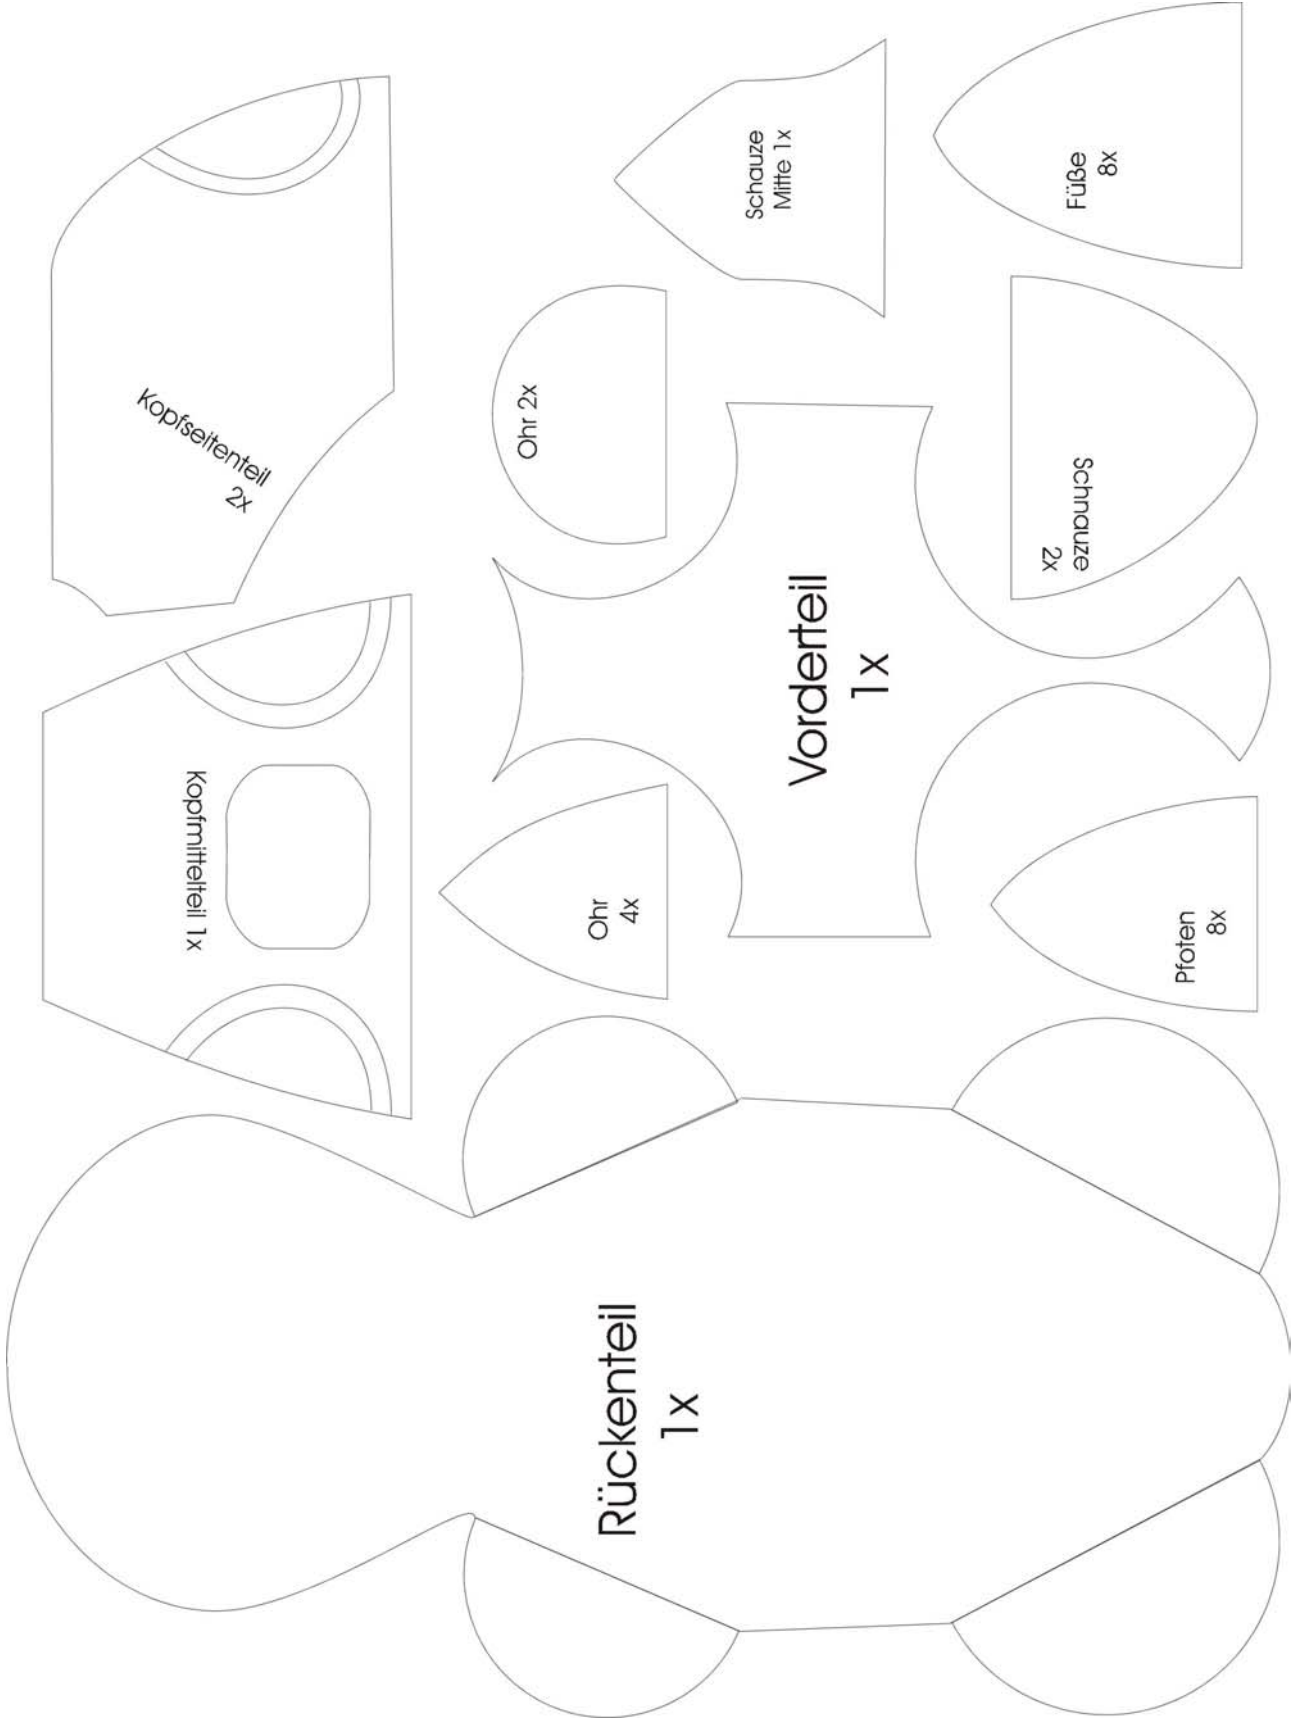 Schauze
Mitte 1x
Füße
8x
Kopfseitenteil
2x
Ohr 2x
Schnauze
2x
Vorderteil
1x
Kopfmittelteil 1x
Ohr
4x
Pfoten
8x
Rückenteil
1x